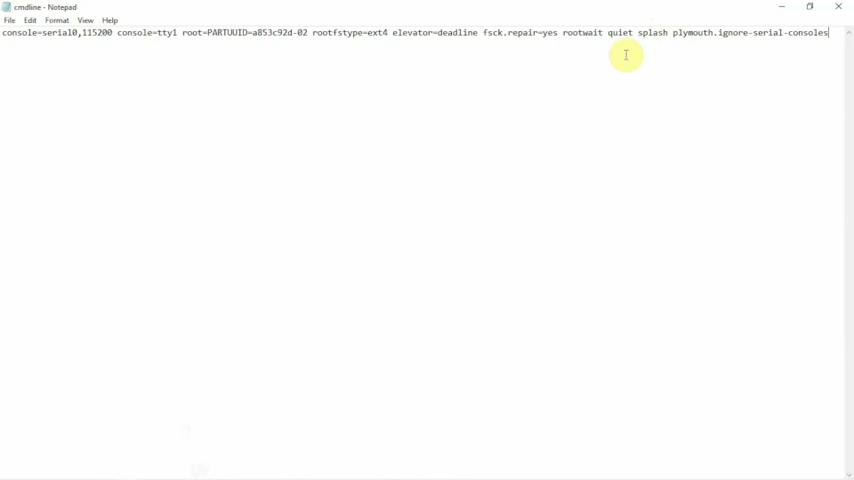 cmdline - Notepad
File Edit Format View Help
console=serial0,115200 console=tty1 root=PARTUUID=a853c92d-02 rootfstype=ext4 elevator=deadline fsck.repair=yes rootwait quiet splash plymouth.ignore-serial-consoles